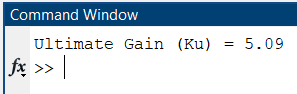 Command Window
Ultimate Gain (Ku) = 5.09
fx >>